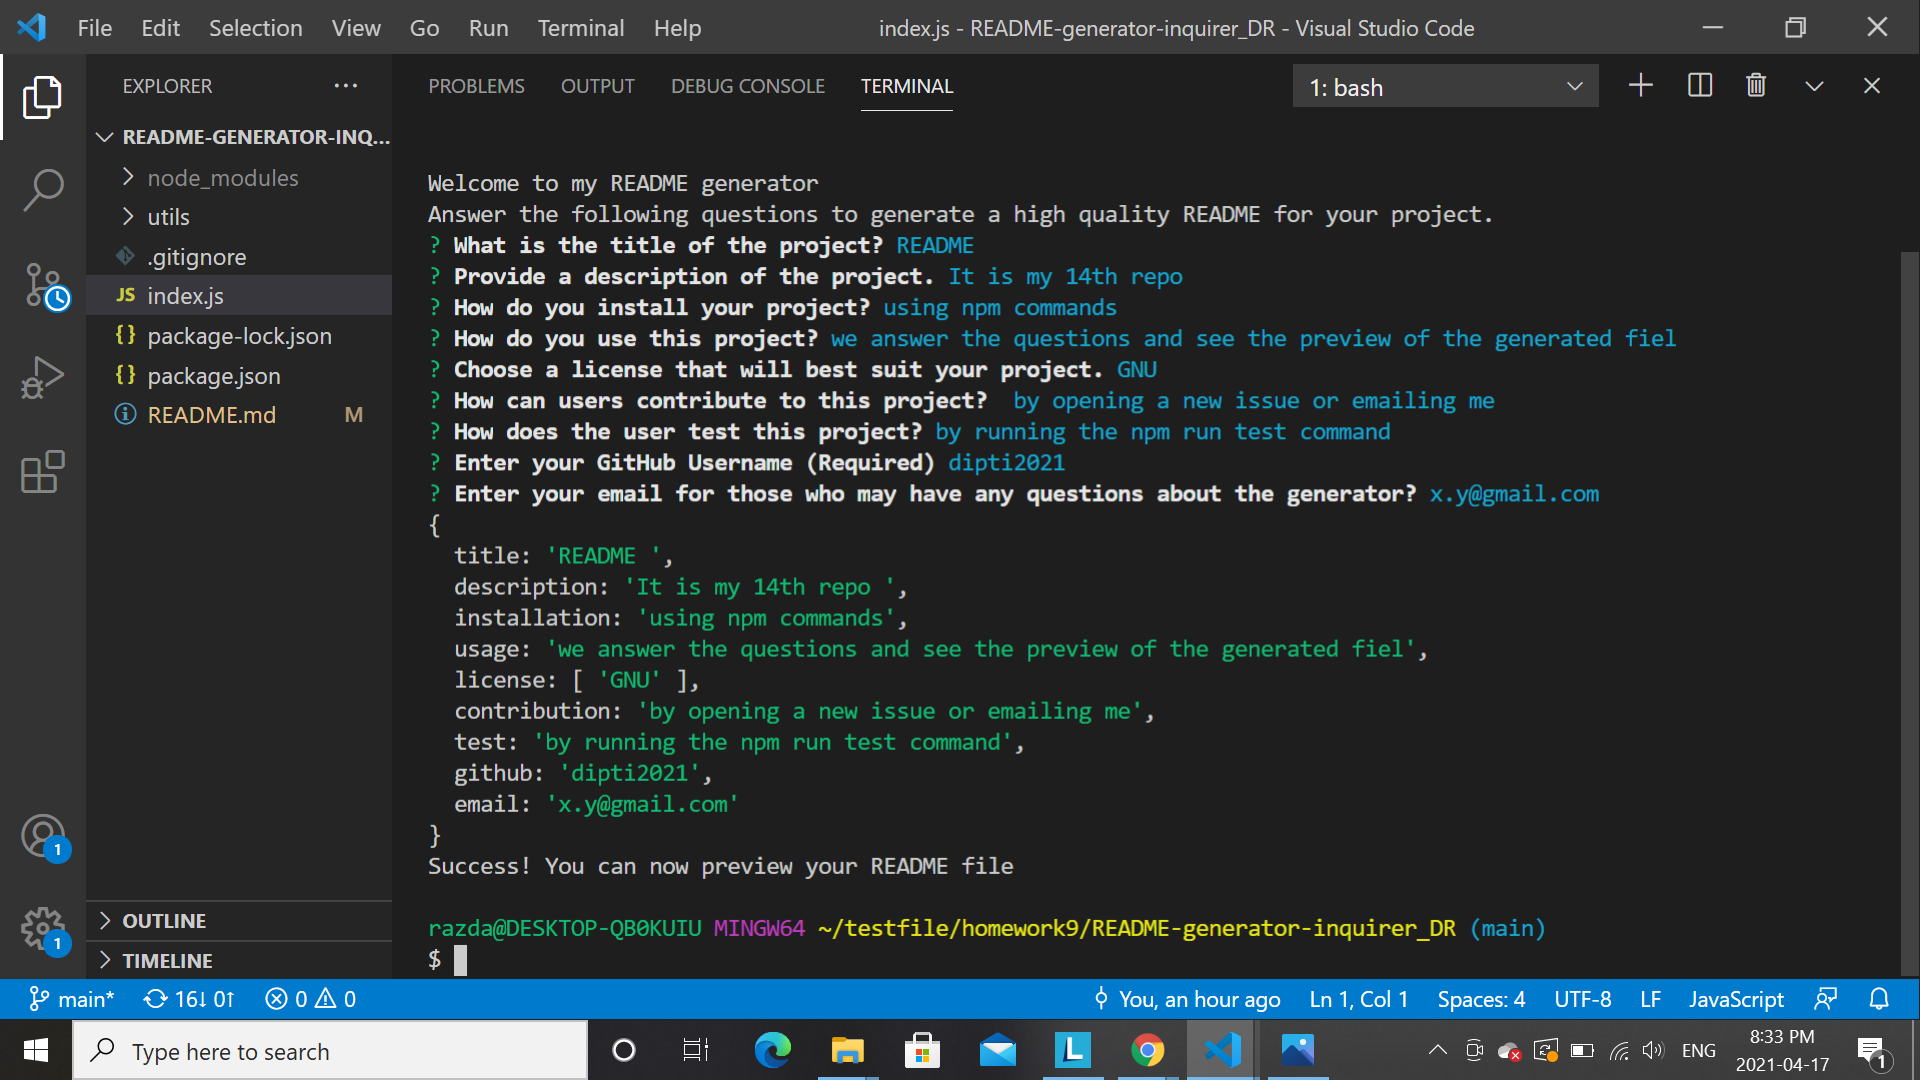 File Edit Selection View Go Run Terminal Help
index.js - README-generator-inquirer_DR - Visual Studio Code
EXPLORER ...
README-GENERATOR-INQ...
node_modules
utils
.gitignore
JS index.js
{} package-lock.json
{} package.json
README.md M
OUTLINE
TIMELINE
1
1
PROBLEMS OUTPUT DEBUG CONSOLE TERMINAL
1: bash
Welcome to my README generator
Answer the following questions to generate a high quality README for your project.
? What is the title of the project? README
? Provide a description of the project. It is my 14th repo
? How do you install your project? using npm commands
? How do you use this project? we answer the questions and see the preview of the generated fiel
? Choose a license that will best suit your project. GNU
? How can users contribute to this project?  by opening a new issue or emailing me
? How does the user test this project? by running the npm run test command
? Enter your GitHub Username (Required) dipti2021
? Enter your email for those who may have any questions about the generator? x.y@gmail.com
{
  title: 'README ',
  description: 'It is my 14th repo ',
  installation: 'using npm commands',
  usage: 'we answer the questions and see the preview of the generated fiel',
  license: [ 'GNU' ],
  contribution: 'by opening a new issue or emailing me',
  test: 'by running the npm run test command',
  github: 'dipti2021',
  email: 'x.y@gmail.com'
}
Success! You can now preview your README file
razda@DESKTOP-QB0KUIU MINGW64 ~/testfile/homework9/README-generator-inquirer_DR (main)
$
main* 16↓ 0↑ 0 0
You, an hour ago Ln 1, Col 1 Spaces: 4 UTF-8 LF JavaScript
Type here to search
L
ENG
8:33 PM
2021-04-17
1